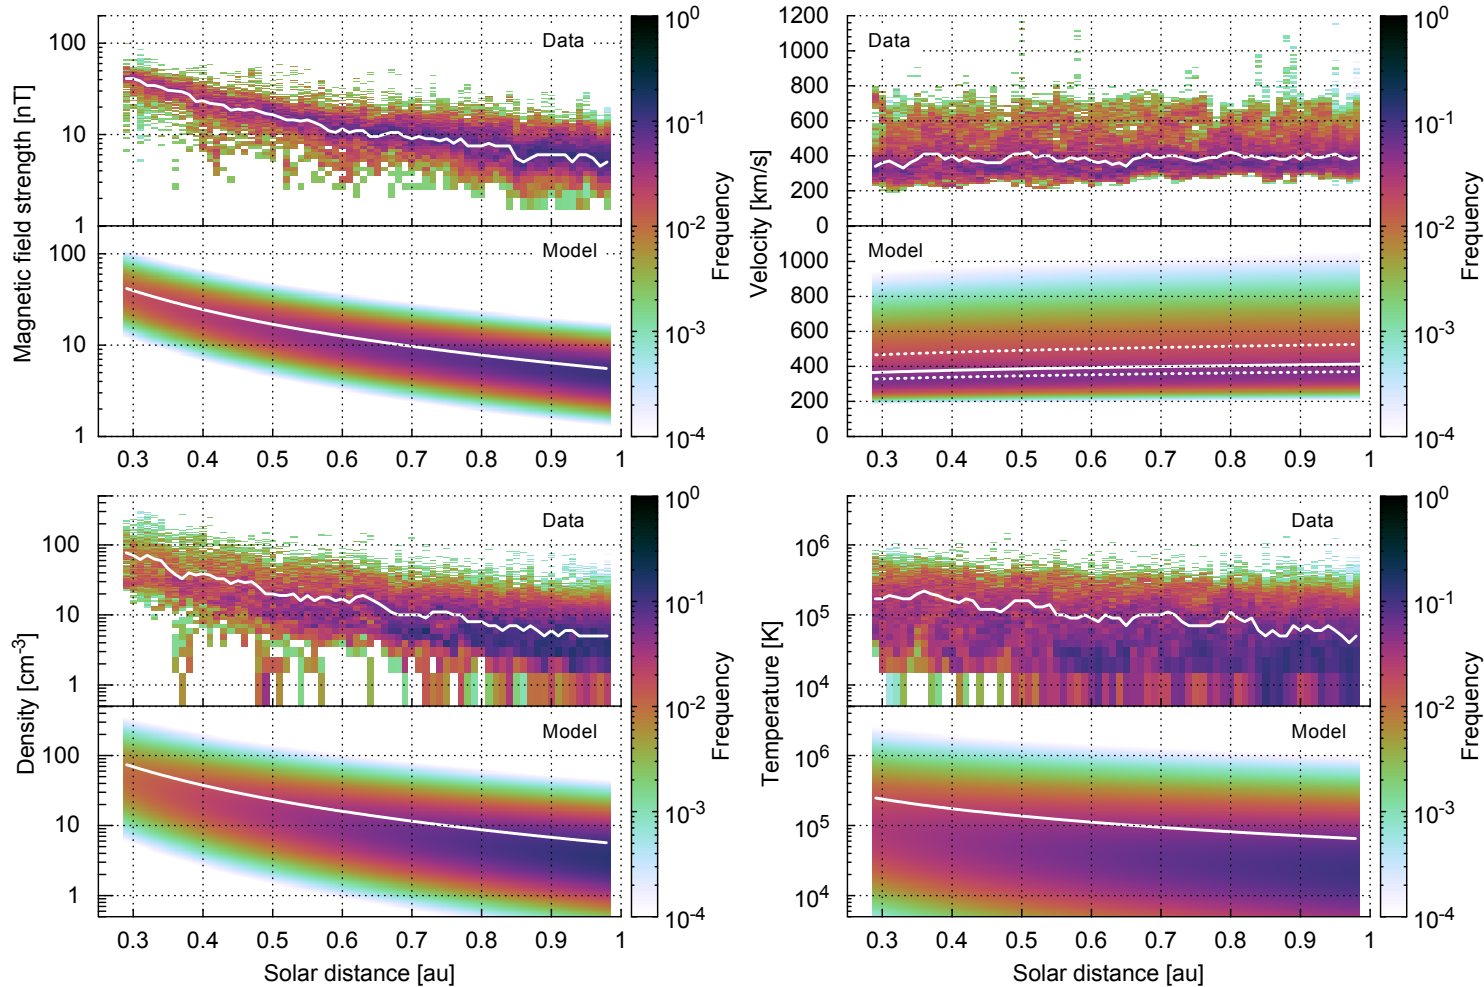 Magnetic field strength [nT]
100
10
1
Data
100
10
1
Model
0.3 0.4 0.5 0.6 0.7 0.8 0.9 1
10^0
10^-1
10^-2
10^-3
10^-4
Frequency
Velocity [km/s]
1200
1000
800
600
400
200
0
Data
1000
800
600
400
200
0
Model
0.3 0.4 0.5 0.6 0.7 0.8 0.9 1
10^0
10^-1
10^-2
10^-3
10^-4
Frequency
Density [cm^-3]
100
10
1
Data
100
10
1
Model
0.3 0.4 0.5 0.6 0.7 0.8 0.9 1
Solar distance [au]
10^0
10^-1
10^-2
10^-3
10^-4
Frequency
Temperature [K]
10^6
10^5
10^4
Data
10^6
10^5
10^4
Model
0.3 0.4 0.5 0.6 0.7 0.8 0.9 1
Solar distance [au]
10^0
10^-1
10^-2
10^-3
10^-4
Frequency